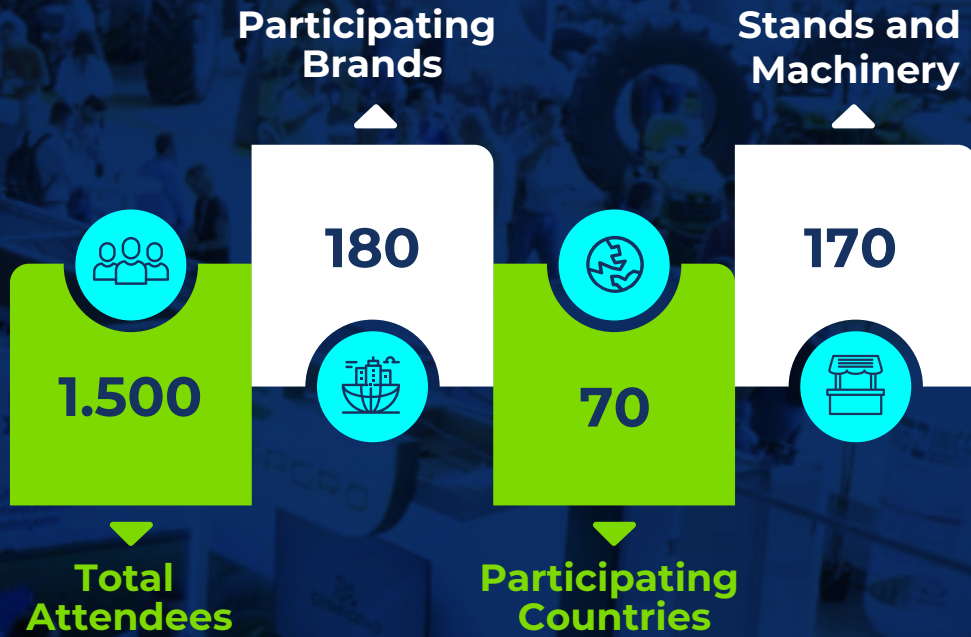 Participating
Brands
Stands and
Machinery
180
170
1.500
70
Total
Attendees
Participating
Countries